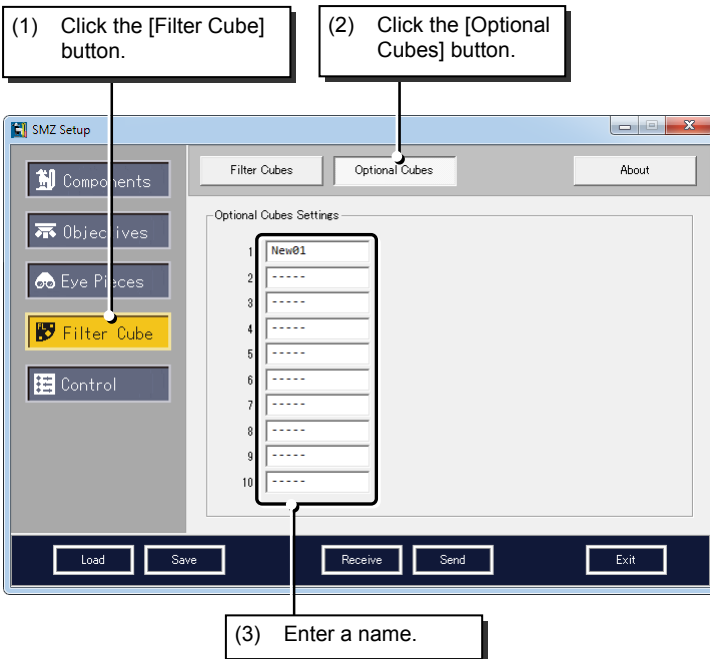 (1) Click the [Filter Cube]
button.
(2) Click the [Optional
Cubes] button.
SMZ Setup
Components
Objectives
Eye Pieces
Filter Cube
Control
Filter Cubes
Optional Cubes
About
Optional Cubes Settings
1 New01
2 -----
3 -----
4 -----
5 -----
6 -----
7 -----
8 -----
9 -----
10 -----
Load
Save
Receive
Send
Exit
(3) Enter a name.